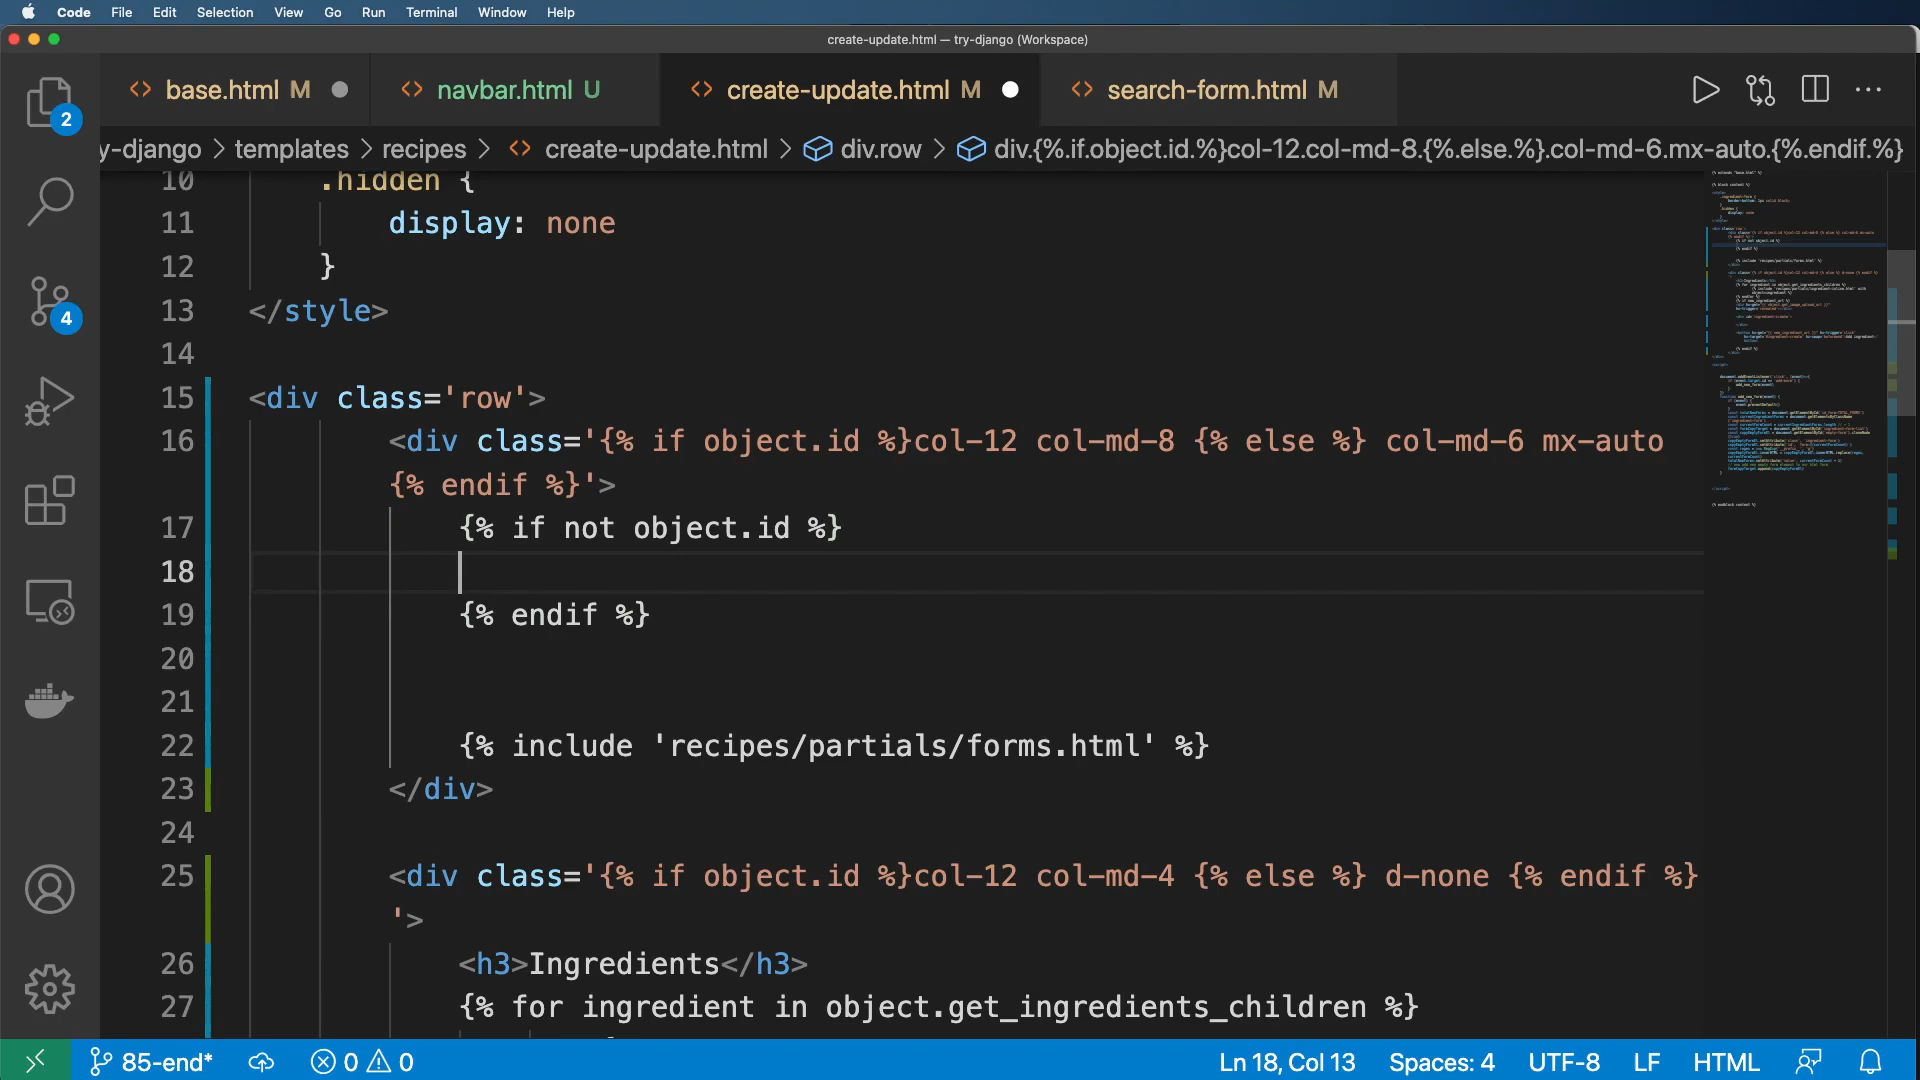 Code File Edit Selection View Go Run Terminal Window Help
create-update.html — try-django (Workspace)
base.html M
navbar.html U
create-update.html M
search-form.html M
y-django > templates > recipes > create-update.html > div.row > div.{%.if.object.id.%}col-12.col-md-8.{%.else.%}.col-md-6.mx-auto.{%.endif.%}
2
4
10 .hidden {
11 display: none
12 }
13 </style>
14
15 <div class='row'>
16 <div class='{% if object.id %}col-12 col-md-8 {% else %} col-md-6 mx-auto
{% endif %}'>
17 {% if not object.id %}
18
19 {% endif %}
20
21
22 {% include 'recipes/partials/forms.html' %}
23 </div>
24
25 <div class='{% if object.id %}col-12 col-md-4 {% else %} d-none {% endif %}
'>
26 <h3>Ingredients</h3>
27 {% for ingredient in object.get_ingredients_children %}
85-end* 0 0 Ln 18, Col 13 Spaces: 4 UTF-8 LF HTML